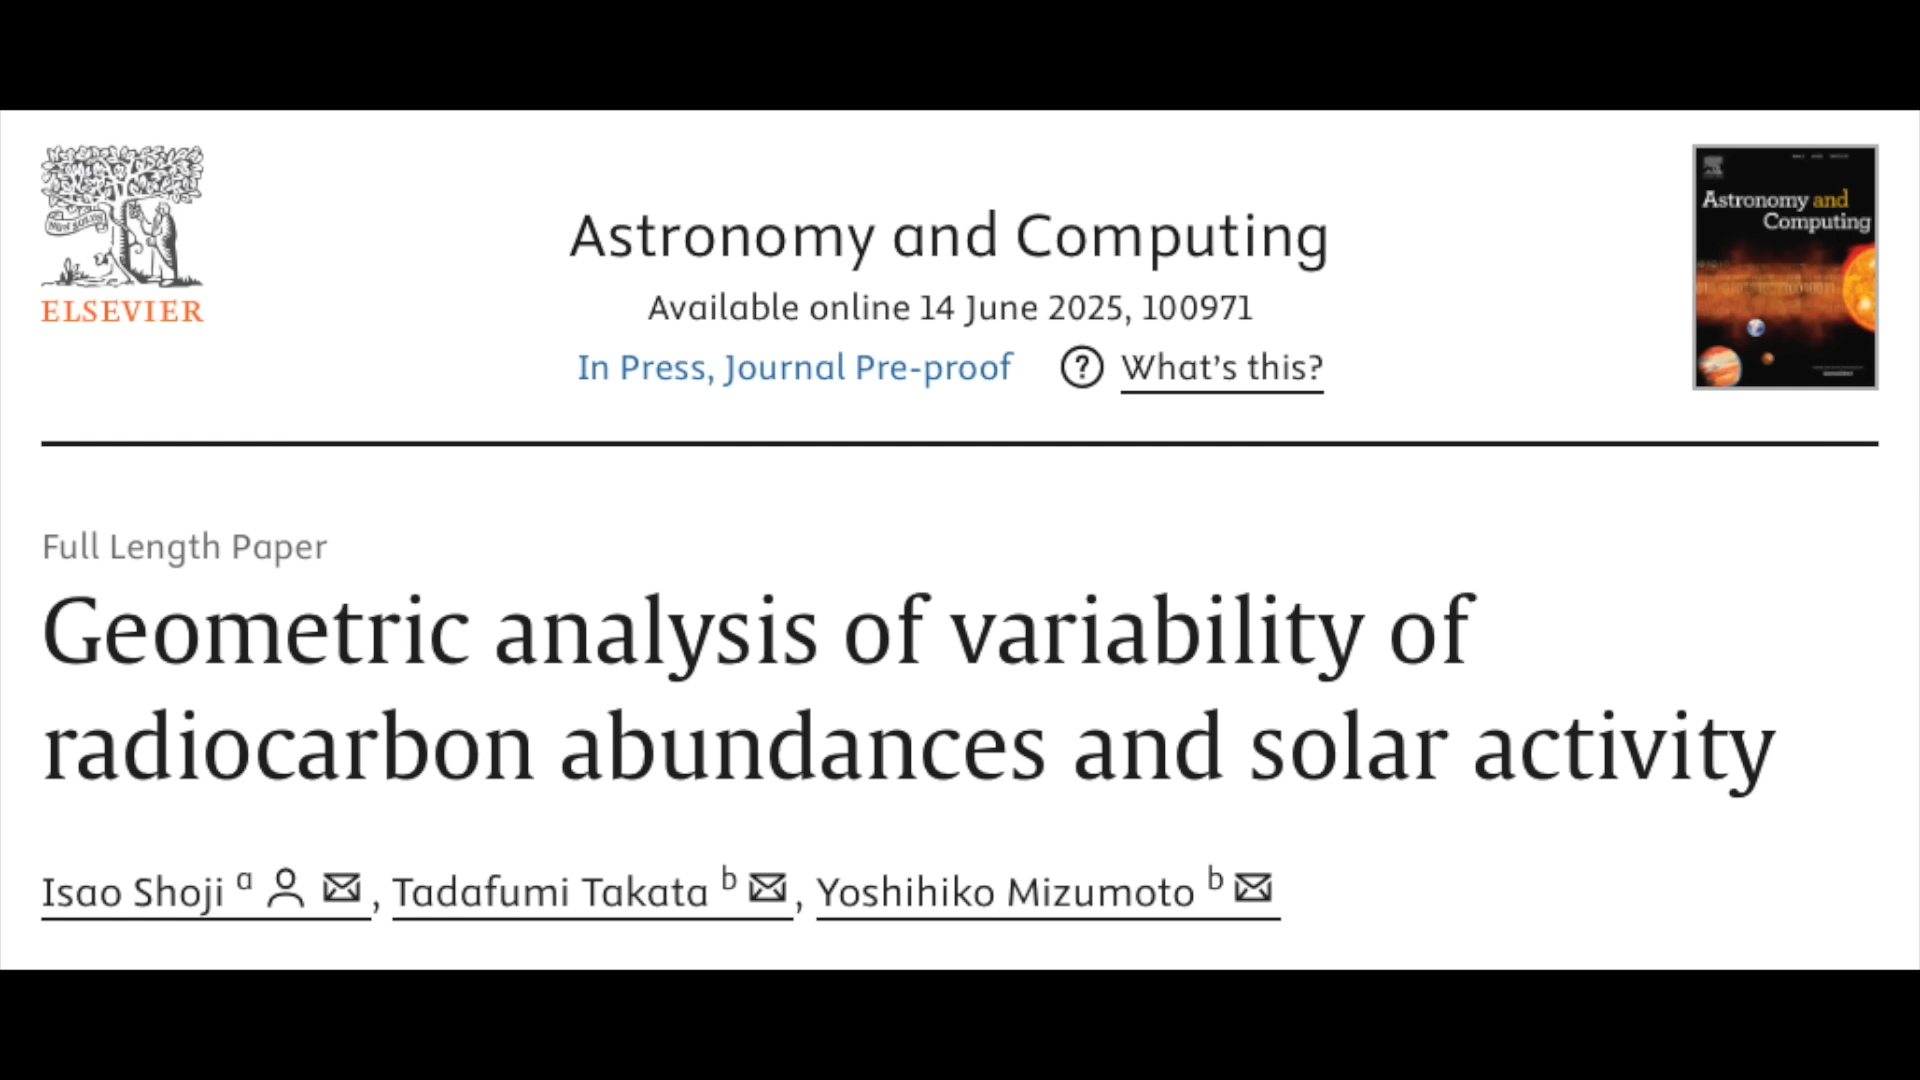 ELSEVIER
Astronomy and Computing
Available online 14 June 2025, 100971
In Press, Journal Pre-proof ? What's this?
Astronomy and
Computing
Full Length Paper
Geometric analysis of variability of
radiocarbon abundances and solar activity
Isao Shoji a, Tadafumi Takata b, Yoshihiko Mizumoto b